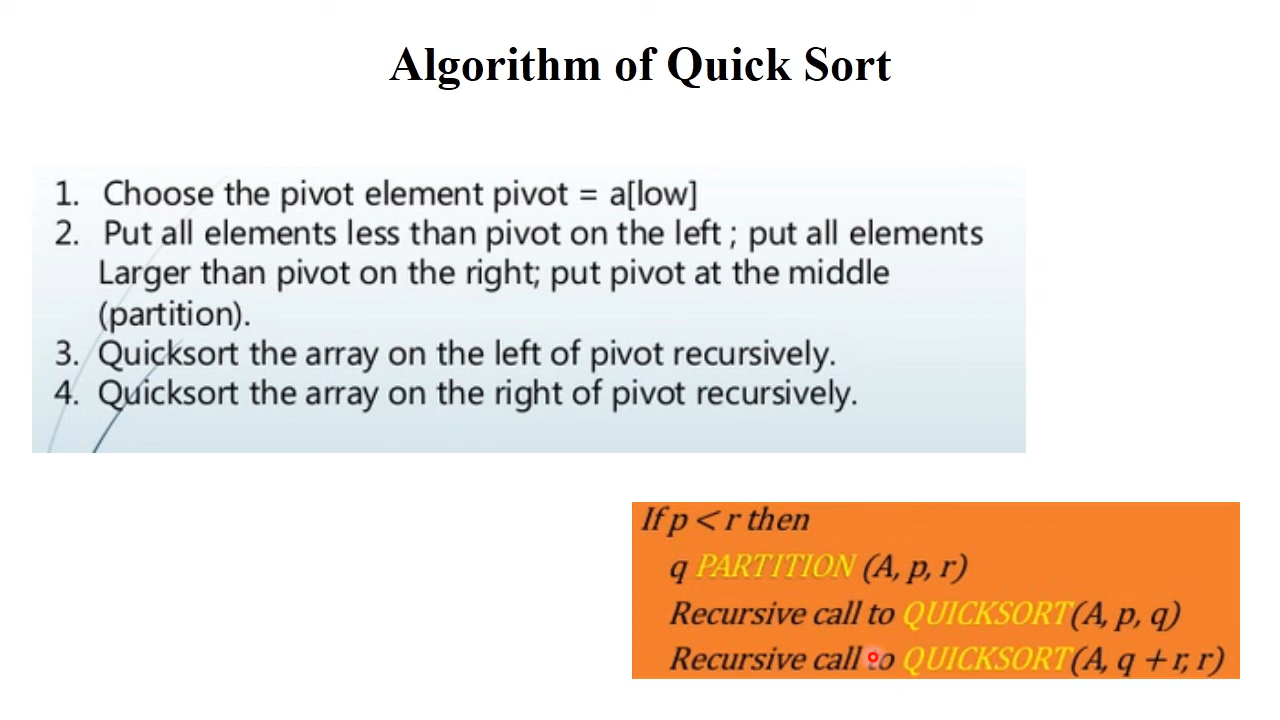 Algorithm of Quick Sort
1. Choose the pivot element pivot = a[low]
2. Put all elements less than pivot on the left ; put all elements
Larger than pivot on the right; put pivot at the middle
(partition).
3. Quicksort the array on the left of pivot recursively.
4. Quicksort the array on the right of pivot recursively.
If p < r then
q PARTITION (A, p, r)
Recursive call to QUICKSORT(A, p, q)
Recursive call to QUICKSORT(A, q + r, r)